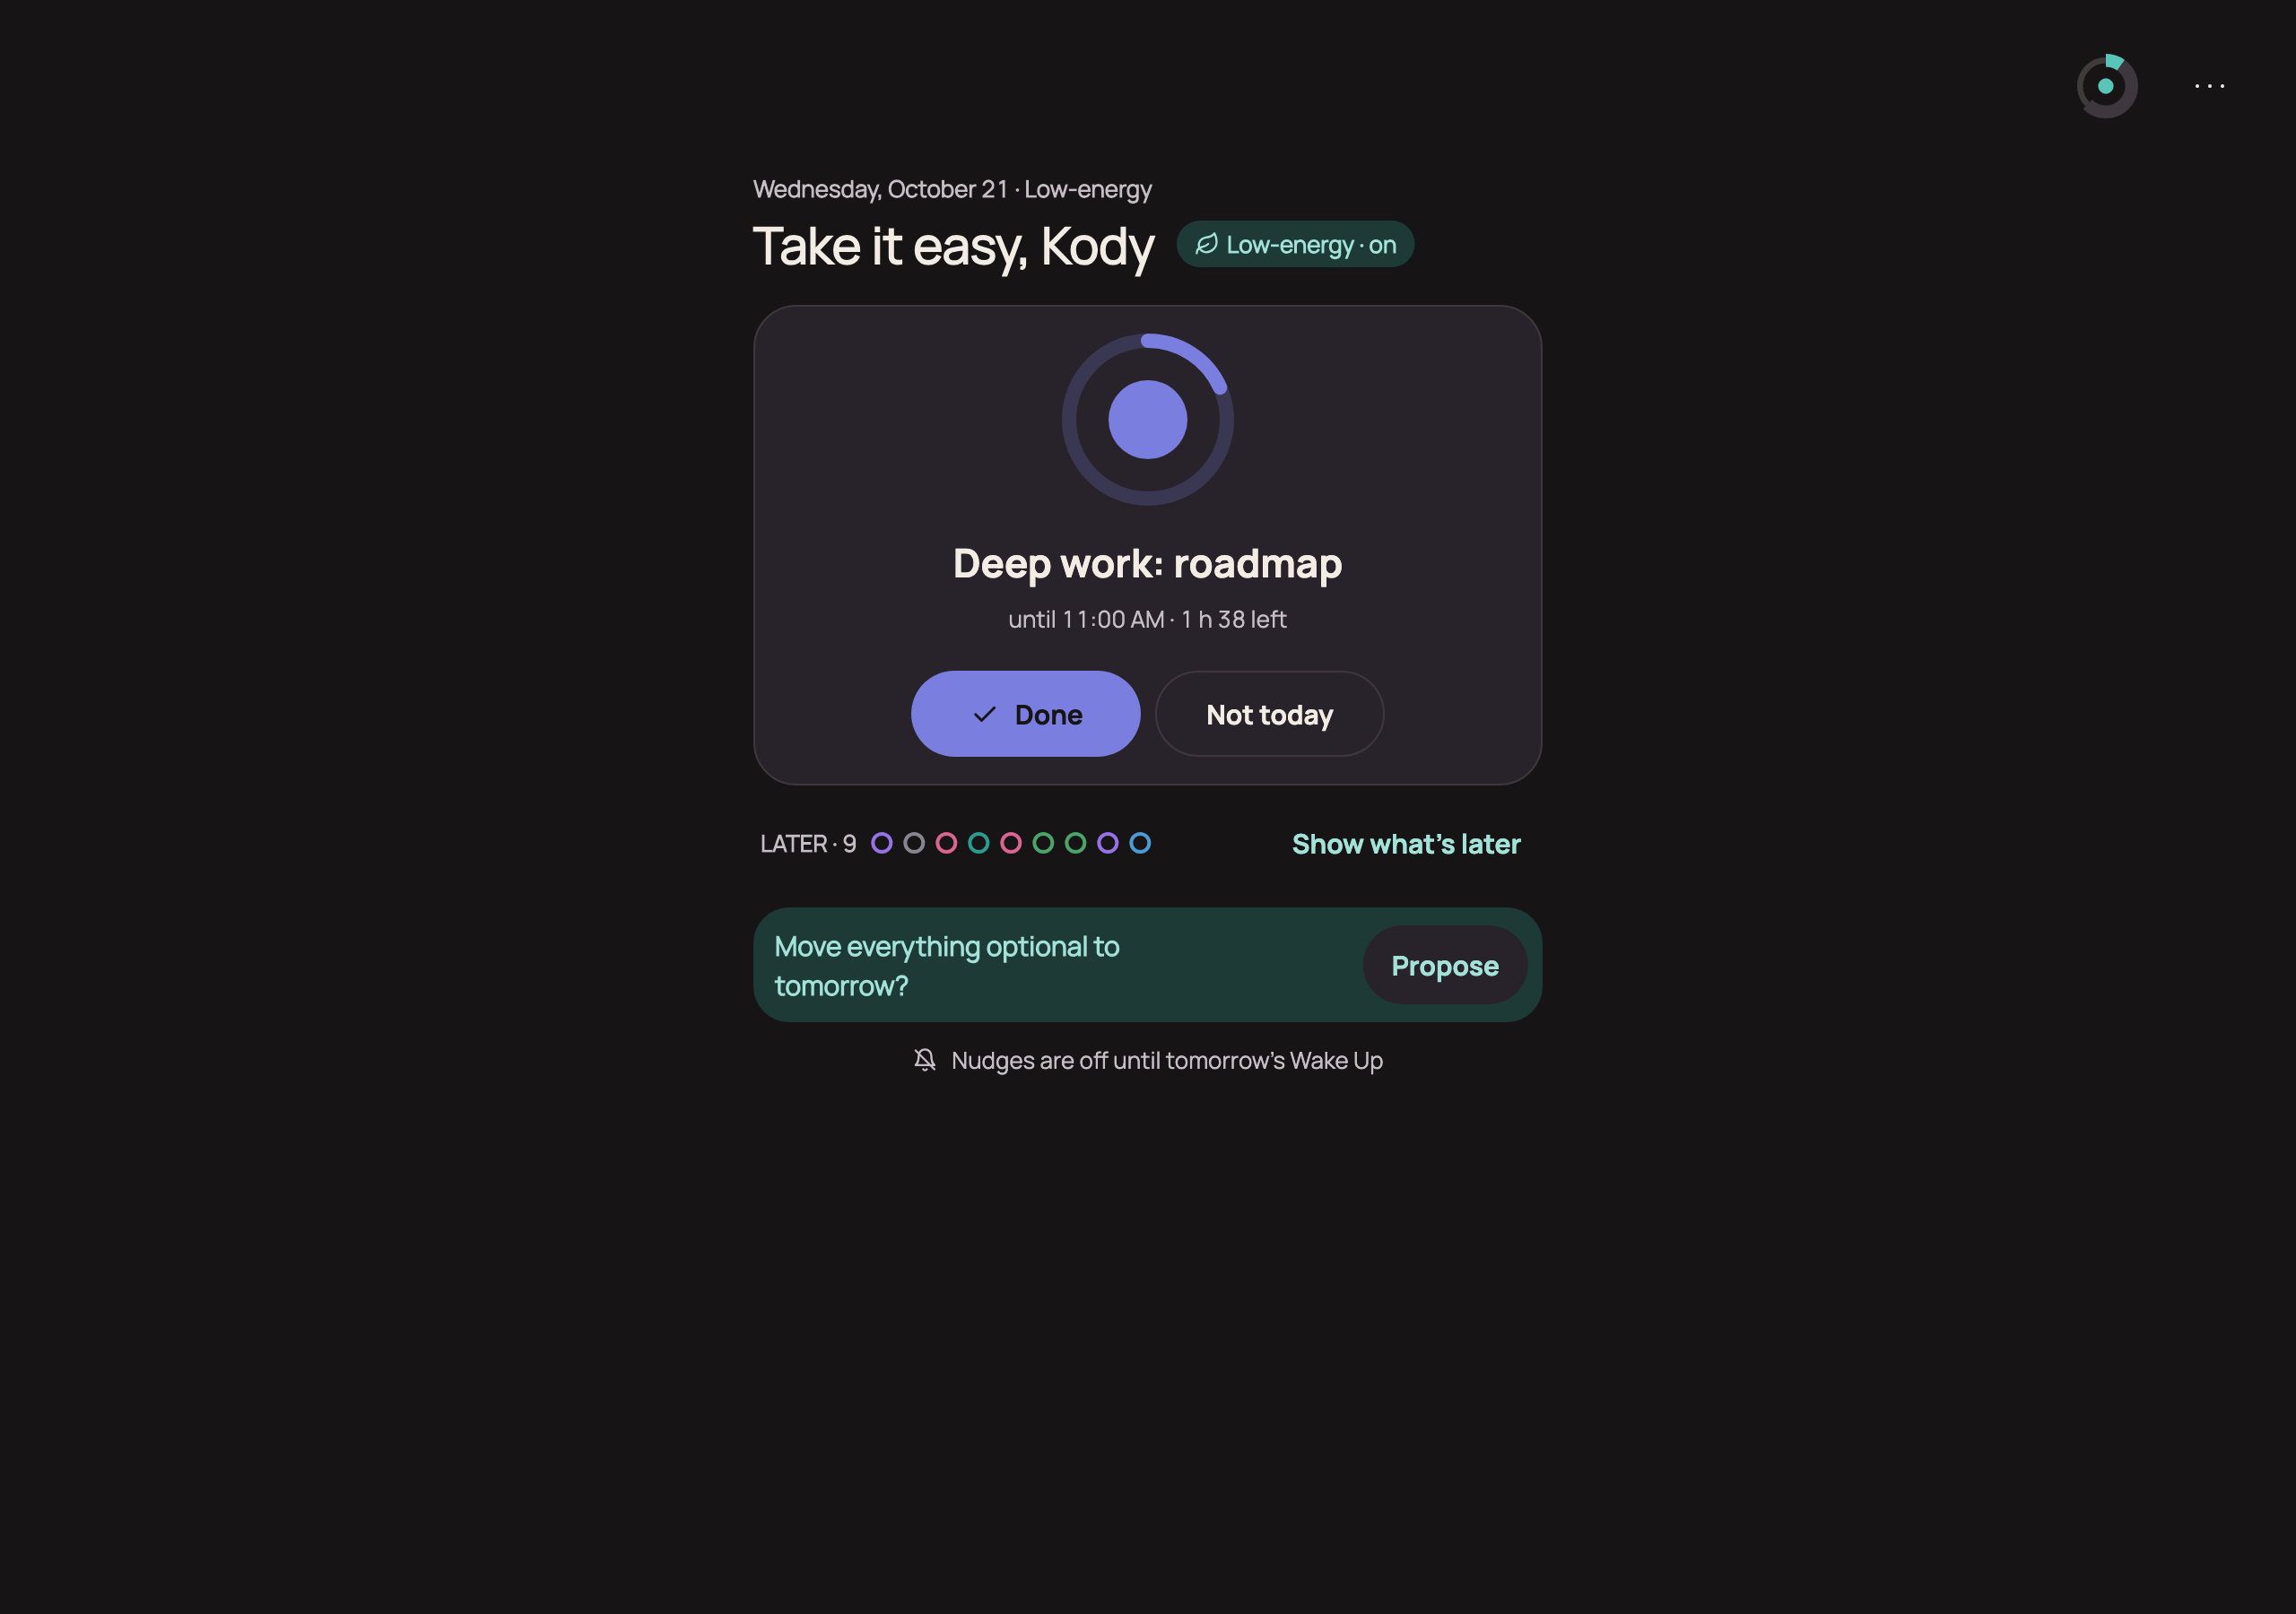 Wednesday, October 21 · Low-energy
Take it easy, Kody
Low-energy · on
Deep work: roadmap
until 11:00 AM · 1 h 38 left
Done
Not today
LATER · 9
Show what’s later
Move everything optional to
tomorrow?
Propose
Nudges are off until tomorrow’s Wake Up